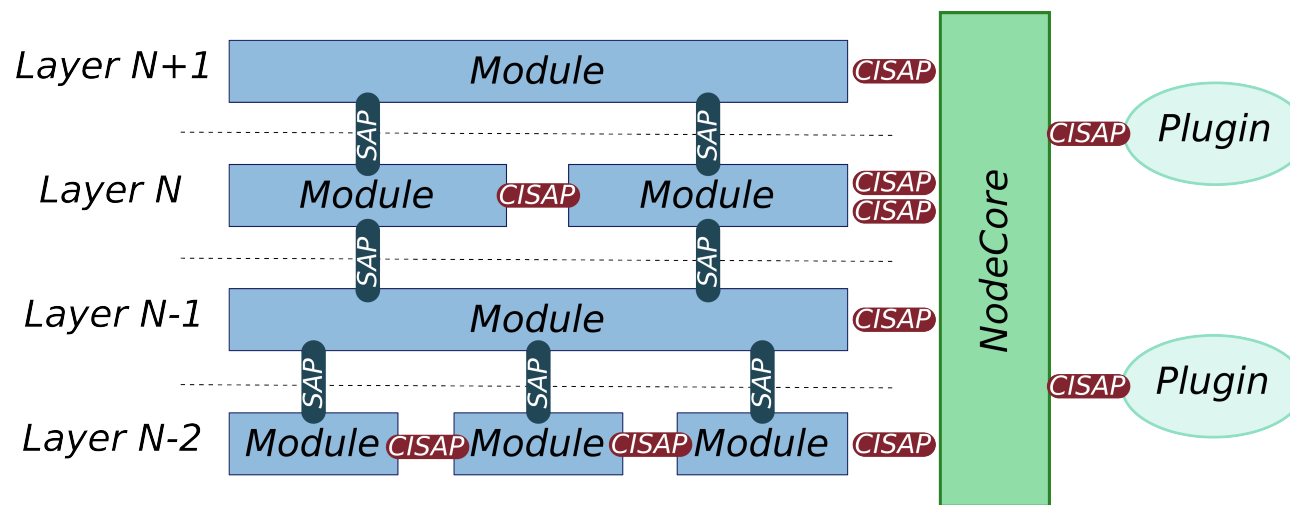 Layer N+1
Module
CISAP
SAP
SAP
CISAP
Plugin
Layer N
Module
CISAP
Module
CISAP
CISAP
SAP
SAP
NodeCore
Layer N-1
Module
CISAP
SAP
SAP
SAP
CISAP
Plugin
Layer N-2
Module
CISAP
Module
CISAP
Module
CISAP